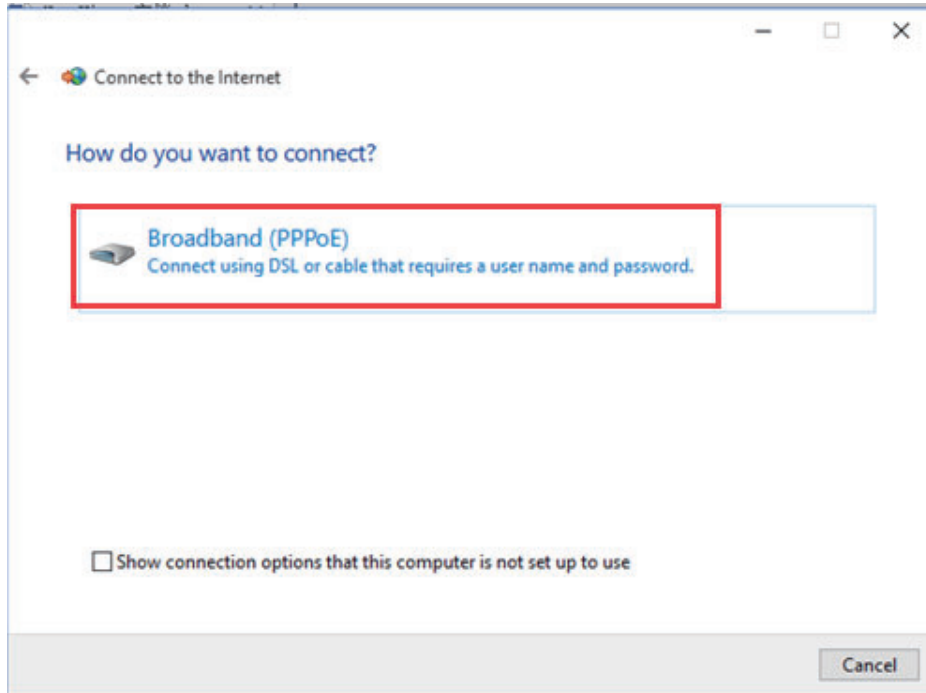 Connect to the Internet
How do you want to connect?
Broadband (PPPoE)
Connect using DSL or cable that requires a user name and password.
Show connection options that this computer is not set up to use
Cancel